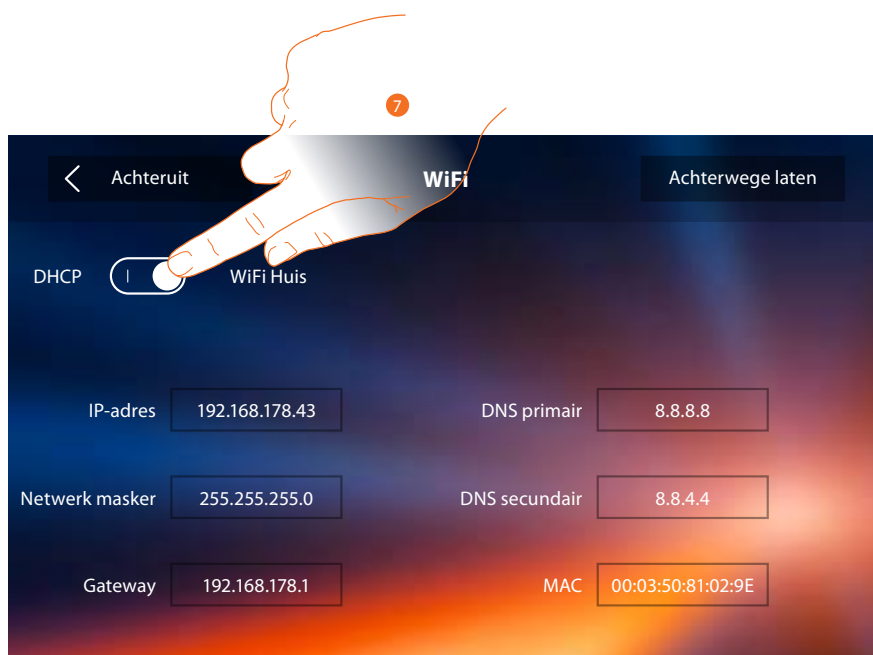 7
Achteruit
WiFi
Achterwege laten
DHCP
WiFi Huis
IP-adres 192.168.178.43
DNS primair 8.8.8.8
Netwerk masker 255.255.255.0
DNS secundair 8.8.4.4
Gateway 192.168.178.1
MAC 00:03:50:81:02:9E